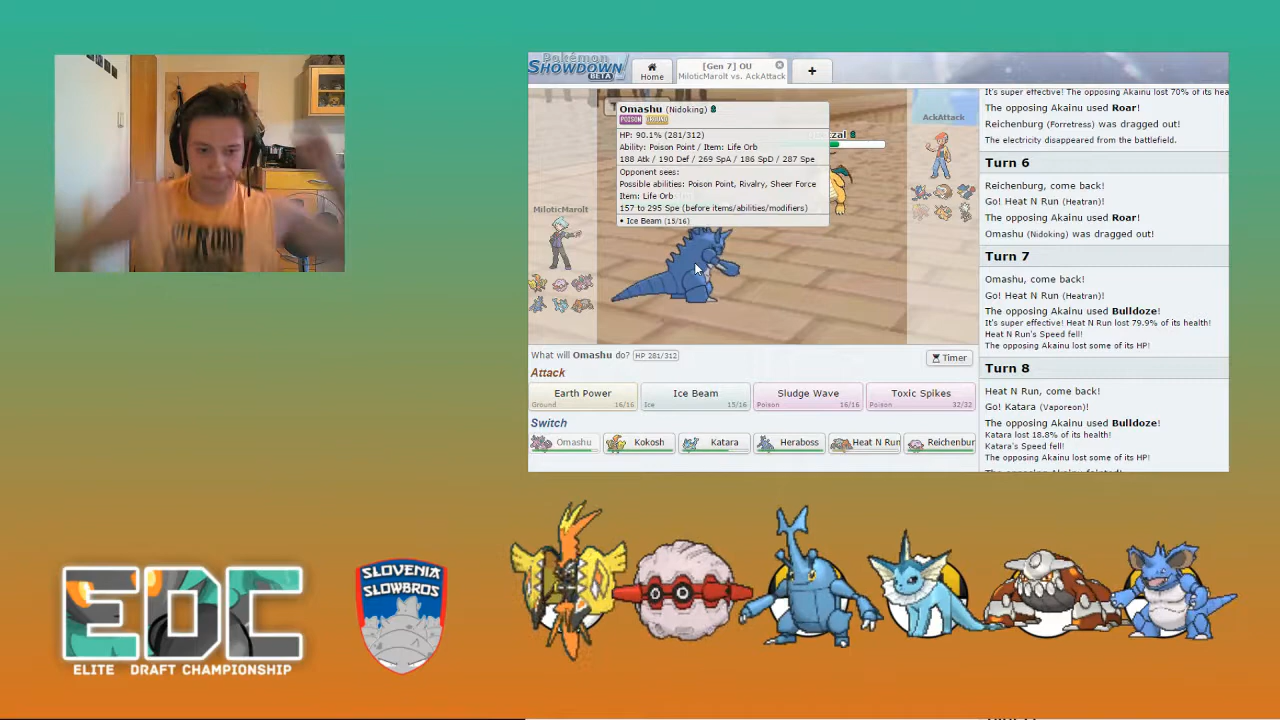 Pokémon
SHOWDOWN
BETA
Home
[Gen 7] OU
MiloticMarolt vs. AckAttack
+
Omashu (Nidoking)
POISON GROUND
HP: 90.1% (281/312)
Ability: Poison Point / Item: Life Orb
188 Atk / 190 Def / 269 SpA / 186 SpD / 287 Spe
Opponent sees:
Possible abilities: Poison Point, Rivalry, Sheer Force
Item: Life Orb
157 to 295 Spe (before items/abilities/modifiers)
• Ice Beam (15/16)
MiloticMarolt
AckAttack
What will Omashu do? HP 281/312
Timer
Attack
Earth Power
Ground 16/16
Ice Beam
Ice 15/16
Sludge Wave
Poison 16/16
Toxic Spikes
Poison 32/32
Switch
Omashu
Kokosh
Katara
Heraboss
Heat N Run
Reichenbur
It's super effective! The opposing Akainu lost 70% of its hea
The opposing Akainu used Roar!
Reichenburg (Forretress) was dragged out!
The electricity disappeared from the battlefield.
Turn 6
Reichenburg, come back!
Go! Heat N Run (Heatran)!
The opposing Akainu used Roar!
Omashu (Nidoking) was dragged out!
Turn 7
Omashu, come back!
Go! Heat N Run (Heatran)!
The opposing Akainu used Bulldoze!
It's super effective! Heat N Run lost 79.9% of its health!
Heat N Run's Speed fell!
The opposing Akainu lost some of its HP!
Turn 8
Heat N Run, come back!
Go! Katara (Vaporeon)!
The opposing Akainu used Bulldoze!
Katara lost 18.8% of its health!
Katara's Speed fell!
The opposing Akainu lost some of its HP!
EDC
ELITE DRAFT CHAMPIONSHIP
SLOVENIA
SLOWBROS